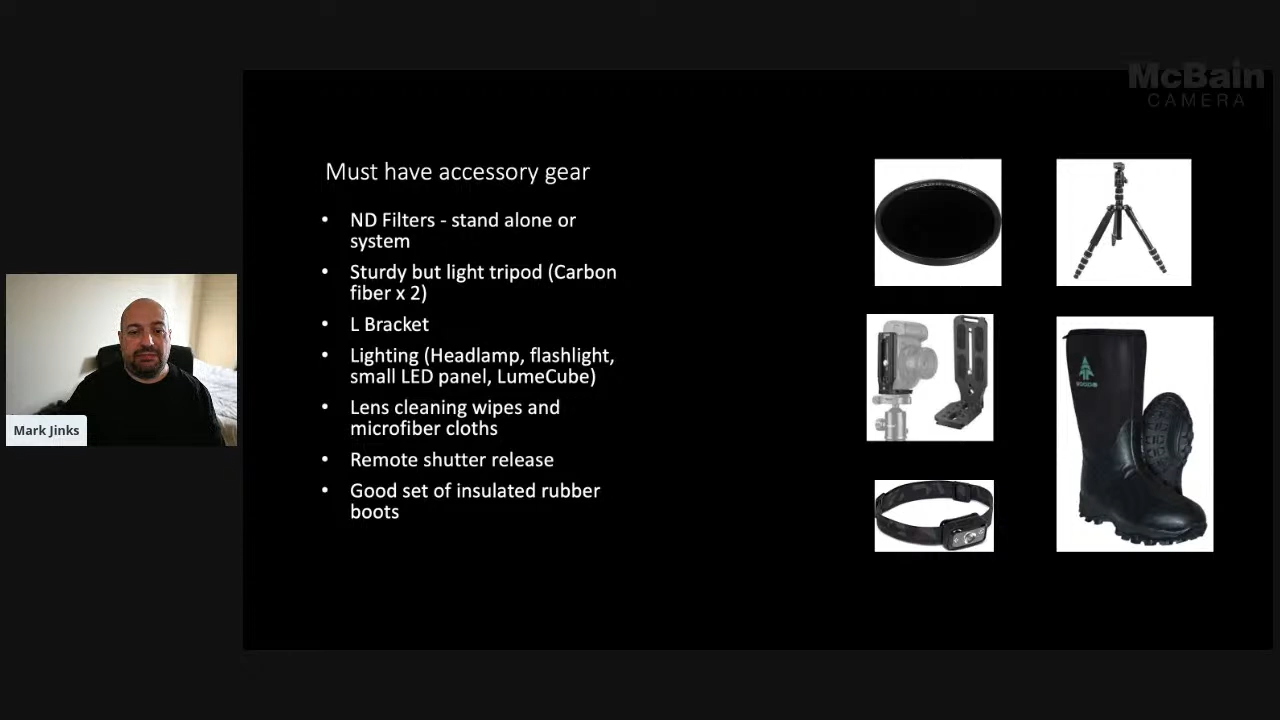 McBain
CAMERA
Must have accessory gear
• ND Filters - stand alone or
system
• Sturdy but light tripod (Carbon
fiber x 2)
• L Bracket
• Lighting (Headlamp, flashlight,
small LED panel, LumeCube)
• Lens cleaning wipes and
microfiber cloths
• Remote shutter release
• Good set of insulated rubber
boots
WOODS
Mark Jinks